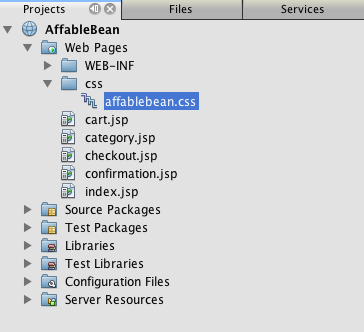 Projects Files Services
AffableBean
Web Pages
WEB-INF
css
affablebean.css
cart.jsp
category.jsp
checkout.jsp
confirmation.jsp
index.jsp
Source Packages
Test Packages
Libraries
Test Libraries
Configuration Files
Server Resources